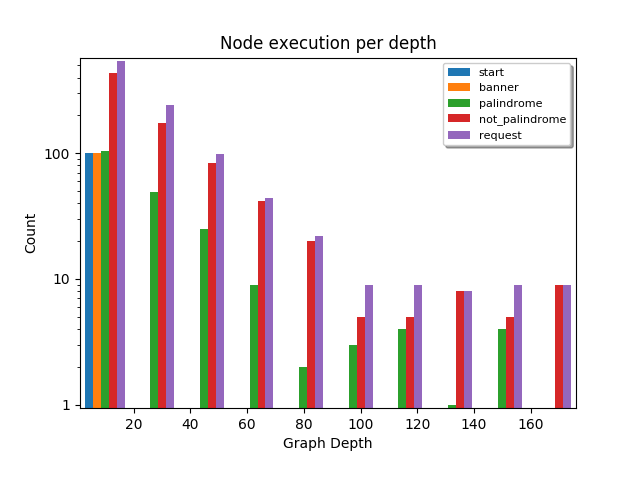 Node execution per depth
start
banner
palindrome
not_palindrome
request
100
10
1
Count
20
40
60
80
100
120
140
160
Graph Depth